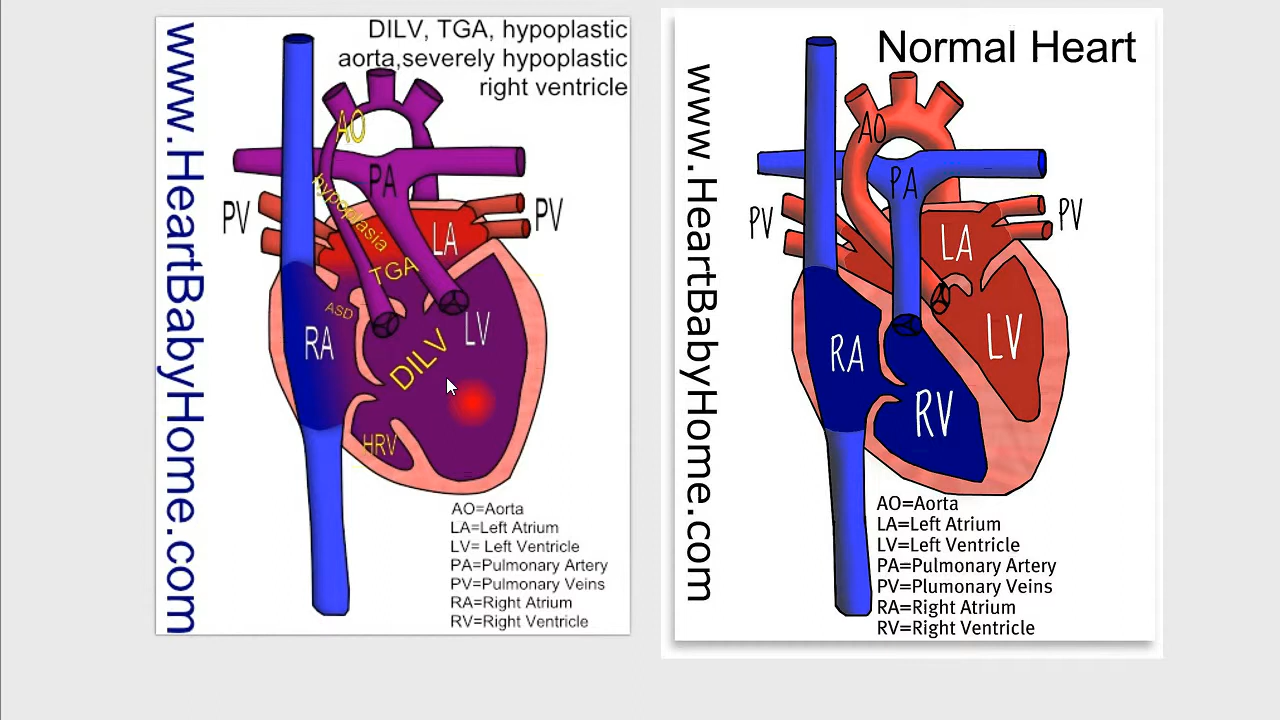 www.HeartBabyHome.com
DILV, TGA, hypoplastic
aorta,severely hypoplastic
right ventricle
AO
PA
hypoplasia
PV
PV
LA
TGA
ASD
RA
LV
DILV
HRV
AO=Aorta
LA=Left Atrium
LV= Left Ventricle
PA=Pulmonary Artery
PV=Pulmonary Veins
RA=Right Atrium
RV=Right Ventricle
www.HeartBabyHome.com
Normal Heart
AO
PA
PV
PV
LA
RA
LV
RV
AO=Aorta
LA=Left Atrium
LV=Left Ventricle
PA=Pulmonary Artery
PV=Plumonary Veins
RA=Right Atrium
RV=Right Ventricle